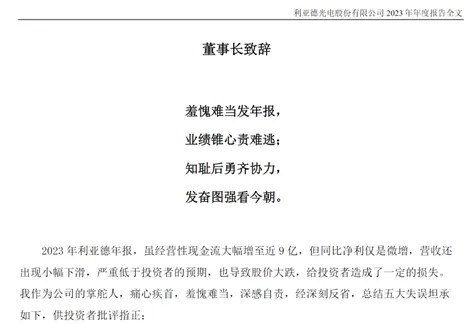 利亚德光电股份有限公司 2023 年年度报告全文
董事长致辞
羞愧难当发年报，
业绩锥心责难逃；
知耻后勇齐协力，
发奋图强看今朝。
2023 年利亚德年报，虽经营性现金流大幅增至近 9 亿，但同比净利仅是微增，营收还
出现小幅下滑，严重低于投资者的预期，也导致股价大跌，给投资者造成了一定的损失。
我作为公司的掌舵人，痛心疾首，羞愧难当，深感自责，经深刻反省，总结五大失误坦承
如下，供投资者批评指正：